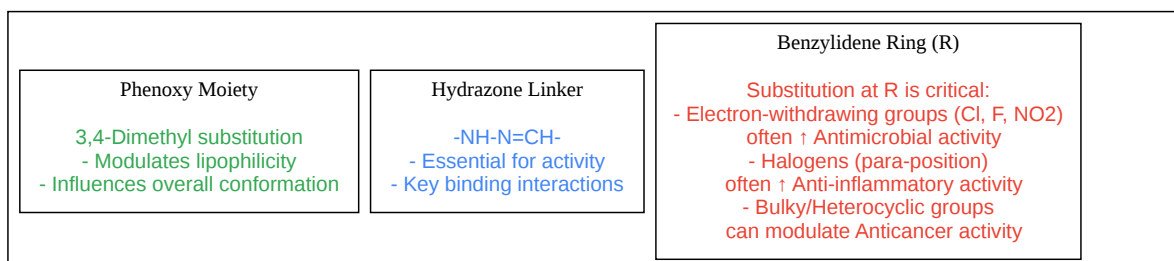 Phenoxy Moiety
3,4-Dimethyl substitution
- Modulates lipophilicity
- Influences overall conformation
Hydrazone Linker
-NH-N=CH-
- Essential for activity
- Key binding interactions
Benzylidene Ring (R)
Substitution at R is critical:
- Electron-withdrawing groups (Cl, F, NO2)
often ↑ Antimicrobial activity
- Halogens (para-position)
often ↑ Anti-inflammatory activity
- Bulky/Heterocyclic groups
can modulate Anticancer activity